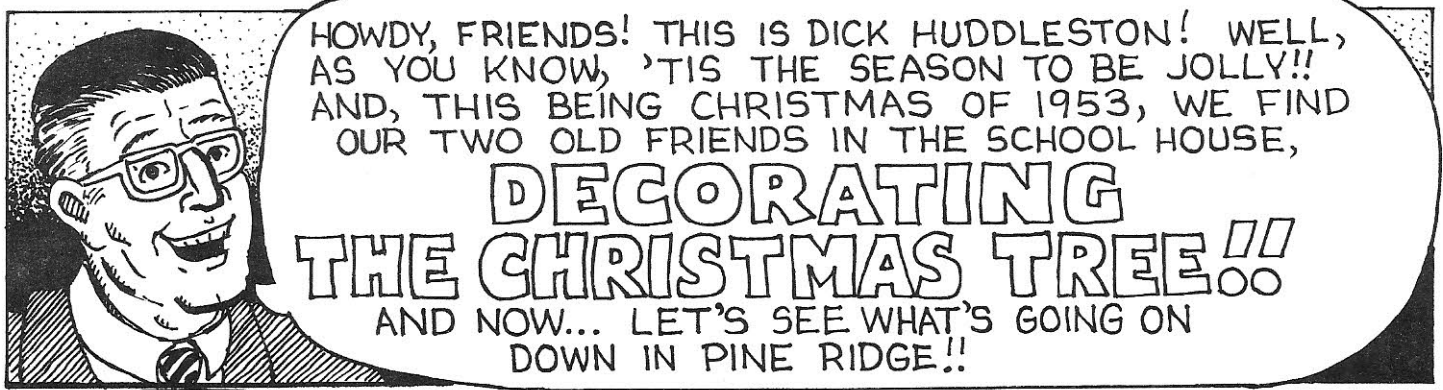 HOWDY, FRIENDS! THIS IS DICK HUDDLESTON! WELL,
AS YOU KNOW, 'TIS THE SEASON TO BE JOLLY!!
AND, THIS BEING CHRISTMAS OF 1953, WE FIND
OUR TWO OLD FRIENDS IN THE SCHOOL HOUSE,
DECORATING
THE CHRISTMAS TREE!!
AND NOW... LET'S SEE WHAT'S GOING ON
DOWN IN PINE RIDGE!!